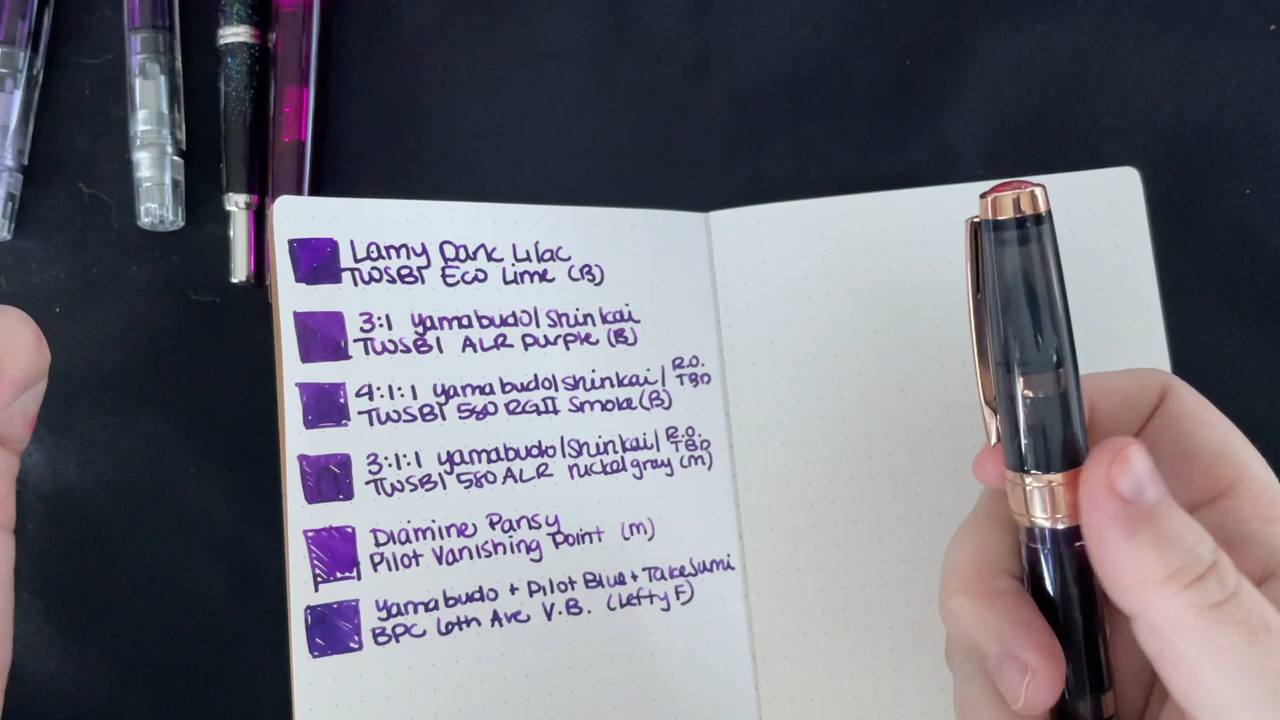 Lamy Dark Lilac
TWSBI Eco Lime (B)
3:1 yamabudo/shinkai
TWSBI ALR purple (B)
4:1:1 yamabudo/shinkai/R.O. TBD
TWSBI 580 RGII Smoke (B)
3:1:1 yamabudo/shinkai/R.O. TBD
TWSBI 580 ALR nickel gray (m)
Diamine Pansy
Pilot Vanishing Point (m)
yamabudo + Pilot Blue + Takesumi
BPC 6th Ave V.B. (Lefty F)